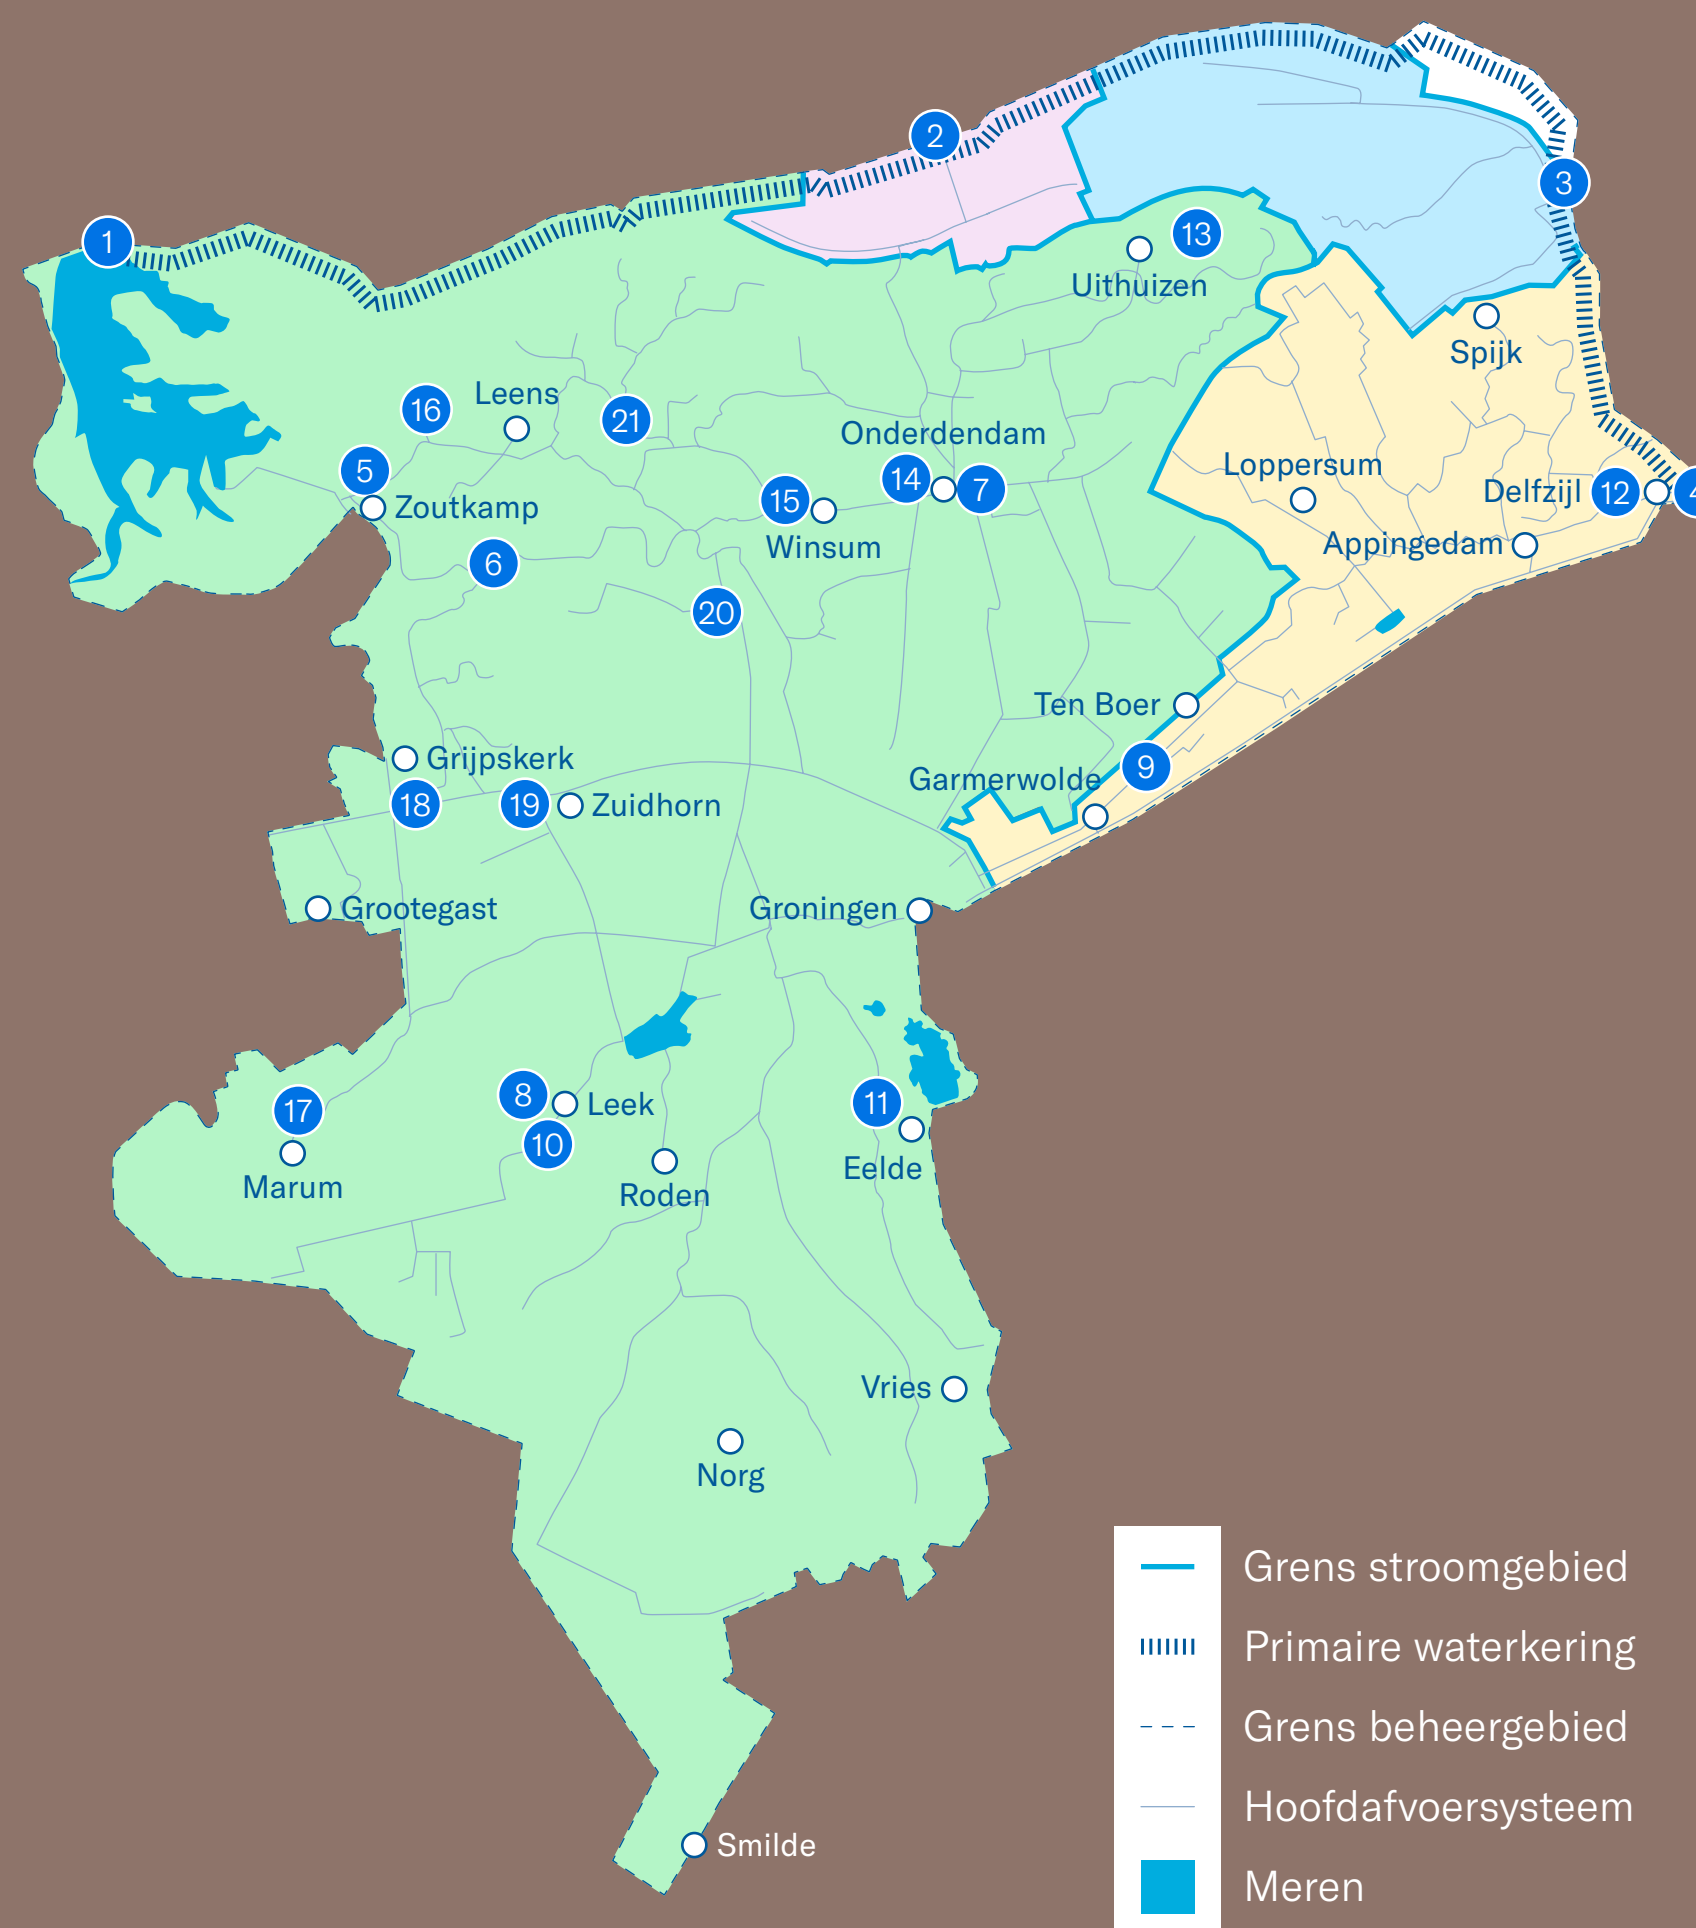 2
3
1
13
Uithuizen
Spijk
Leens
16
21
Onderdendam
Loppersum
5
14
7
15
Delfzijl
12
4
Zoutkamp
Winsum
Appingedam
6
20
Ten Boer
Grijpskerk
9
Garmerwolde
18
19
Zuidhorn
Grootegast
Groningen
8
Leek
11
17
10
Eelde
Marum
Roden
Vries
Norg
Grens stroomgebied
Primaire waterkering
Grens beheergebied
Hoofdafvoersysteem
Smilde
Meren